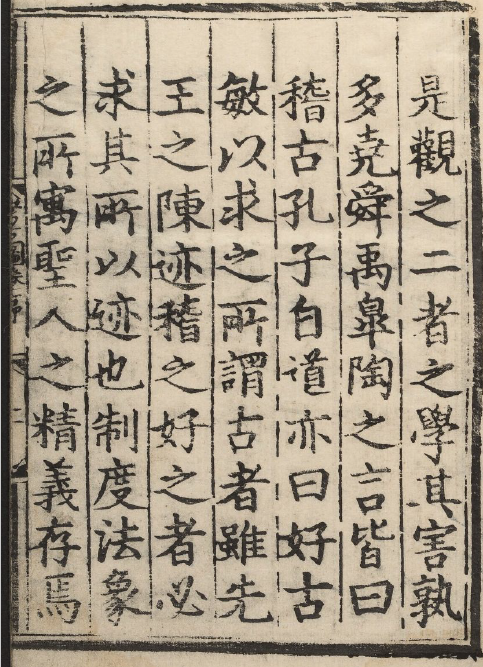 是觀之二者之學其害孰
多堯舜禹皐陶之言皆曰
稽古孔子自道亦曰好古
敏以求之所謂古者雖先
王之陳迹稽之好之者必
求其所以迹也制度法象
之所寓聖人之精義存焉